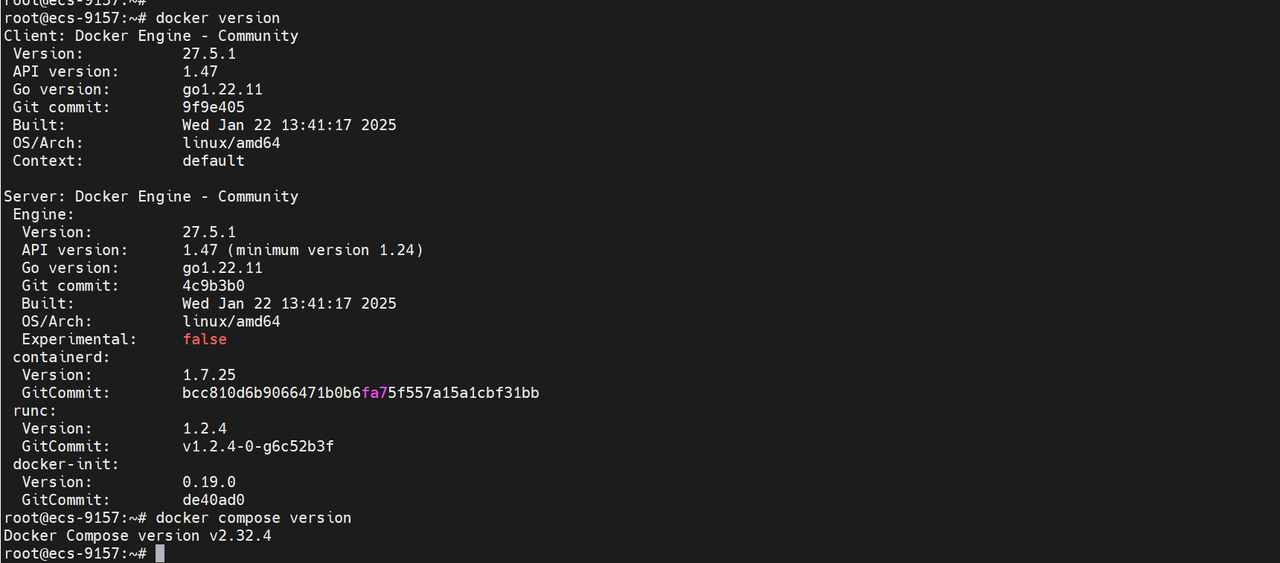 root@ecs-9157:~#
root@ecs-9157:~# docker version
Client: Docker Engine - Community
 Version:           27.5.1
 API version:       1.47
 Go version:        go1.22.11
 Git commit:        9f9e405
 Built:             Wed Jan 22 13:41:17 2025
 OS/Arch:           linux/amd64
 Context:           default

Server: Docker Engine - Community
 Engine:
  Version:          27.5.1
  API version:      1.47 (minimum version 1.24)
  Go version:       go1.22.11
  Git commit:       4c9b3b0
  Built:            Wed Jan 22 13:41:17 2025
  OS/Arch:          linux/amd64
  Experimental:     false
 containerd:
  Version:          1.7.25
  GitCommit:        bcc810d6b9066471b0b6fa75f557a15a1cbf31bb
 runc:
  Version:          1.2.4
  GitCommit:        v1.2.4-0-g6c52b3f
 docker-init:
  Version:          0.19.0
  GitCommit:        de40ad0
root@ecs-9157:~# docker compose version
Docker Compose version v2.32.4
root@ecs-9157:~#